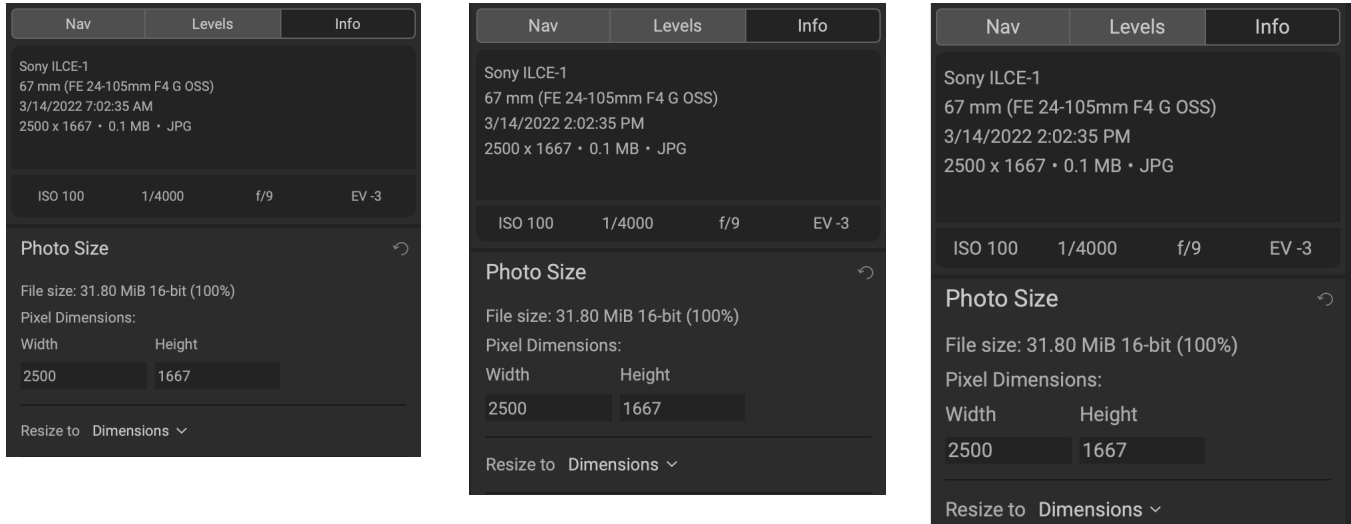 Nav Levels Info
Sony ILCE-1
67 mm (FE 24-105mm F4 G OSS)
3/14/2022 7:02:35 AM
2500 x 1667 • 0.1 MB • JPG
ISO 100 1/4000 f/9 EV -3
Photo Size
File size: 31.80 MiB 16-bit (100%)
Pixel Dimensions:
Width Height
2500 1667
Resize to Dimensions
Nav Levels Info
Sony ILCE-1
67 mm (FE 24-105mm F4 G OSS)
3/14/2022 2:02:35 PM
2500 x 1667 • 0.1 MB • JPG
ISO 100 1/4000 f/9 EV -3
Photo Size
File size: 31.80 MiB 16-bit (100%)
Pixel Dimensions:
Width Height
2500 1667
Resize to Dimensions
Nav Levels Info
Sony ILCE-1
67 mm (FE 24-105mm F4 G OSS)
3/14/2022 2:02:35 PM
2500 x 1667 • 0.1 MB • JPG
ISO 100 1/4000 f/9 EV -3
Photo Size
File size: 31.80 MiB 16-bit (100%)
Pixel Dimensions:
Width Height
2500 1667
Resize to Dimensions